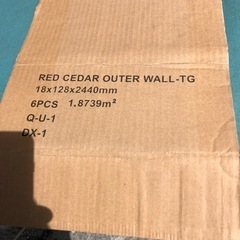 RED CEDAR OUTER WALL-TG
18x128x2440mm
6PCS 1.8739m²
Q-U-1
DX-1